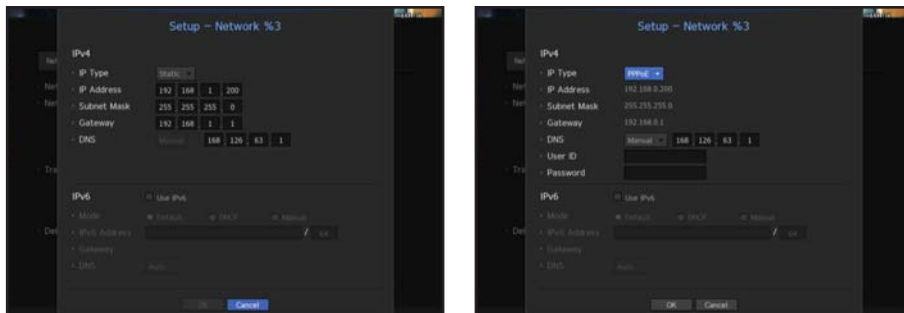 Setup – Network %3
IPv4
IP Type Static
IP Address 192 168 1 200
Subnet Mask 255 255 255 0
Gateway 192 168 1 1
DNS Manual 168 126 63 1
IPv6 Use IPv6
Mode Default DHCP Manual
IPv6 Address /
Gateway
DNS Auto
OK Cancel
Setup – Network %3
IPv4
IP Type PPPoE
IP Address 192.168.0.200
Subnet Mask 255.255.255.0
Gateway 192.168.0.1
DNS Manual 168 126 63 1
User ID
Password
IPv6 Use IPv6
Mode Default DHCP Manual
IPv6 Address / 64
Gateway
DNS Auto
OK Cancel